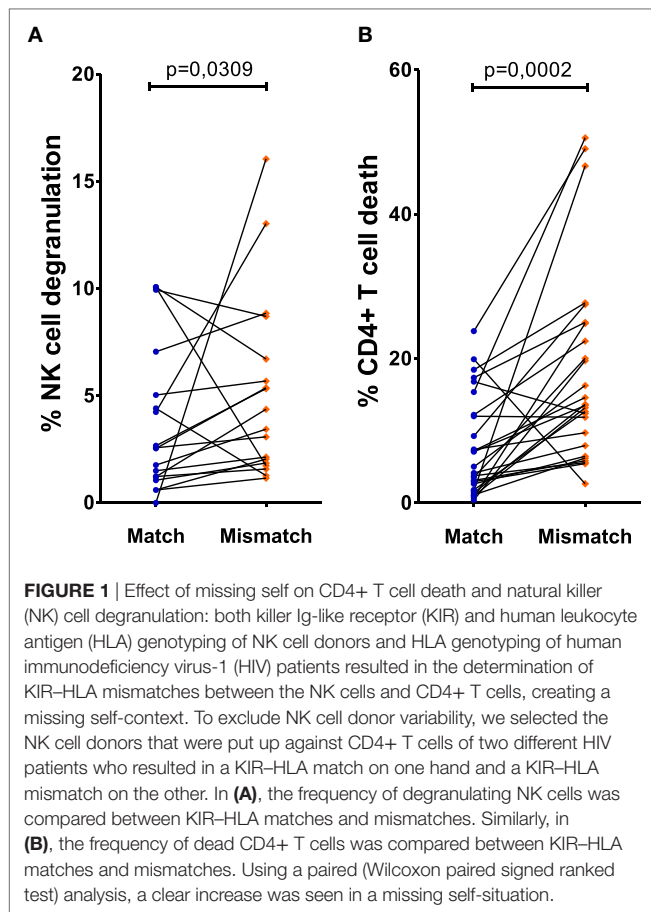 A
B
p=0,0309
p=0,0002
% NK cell degranulation
20
15
10
5
0
Match
Mismatch
% CD4+ T cell death
60
40
20
0
Match
Mismatch
FIGURE 1 | Effect of missing self on CD4+ T cell death and natural killer
(NK) cell degranulation: both killer Ig-like receptor (KIR) and human leukocyte
antigen (HLA) genotyping of NK cell donors and HLA genotyping of human
immunodeficiency virus-1 (HIV) patients resulted in the determination of
KIR–HLA mismatches between the NK cells and CD4+ T cells, creating a
missing self-context. To exclude NK cell donor variability, we selected the
NK cell donors that were put up against CD4+ T cells of two different HIV
patients who resulted in a KIR–HLA match on one hand and a KIR–HLA
mismatch on the other. In (A), the frequency of degranulating NK cells was
compared between KIR–HLA matches and mismatches. Similarly, in
(B), the frequency of dead CD4+ T cells was compared between KIR–HLA
matches and mismatches. Using a paired (Wilcoxon paired signed ranked
test) analysis, a clear increase was seen in a missing self-situation.